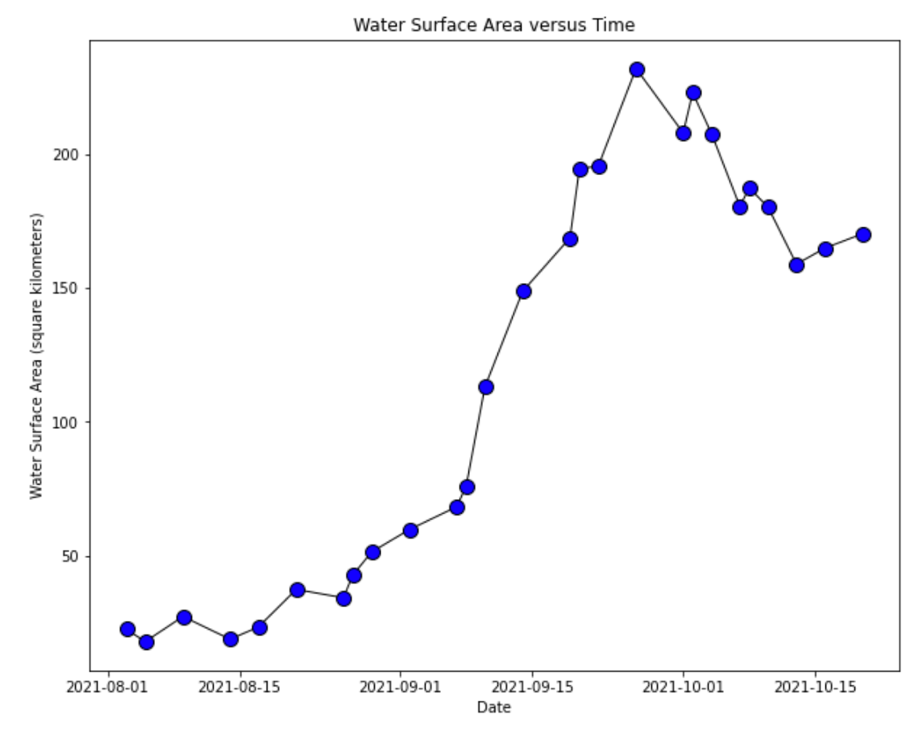 Water Surface Area versus Time
Water Surface Area (square kilometers)
200
150
100
50
2021-08-01 2021-08-15 2021-09-01 2021-09-15 2021-10-01 2021-10-15
Date